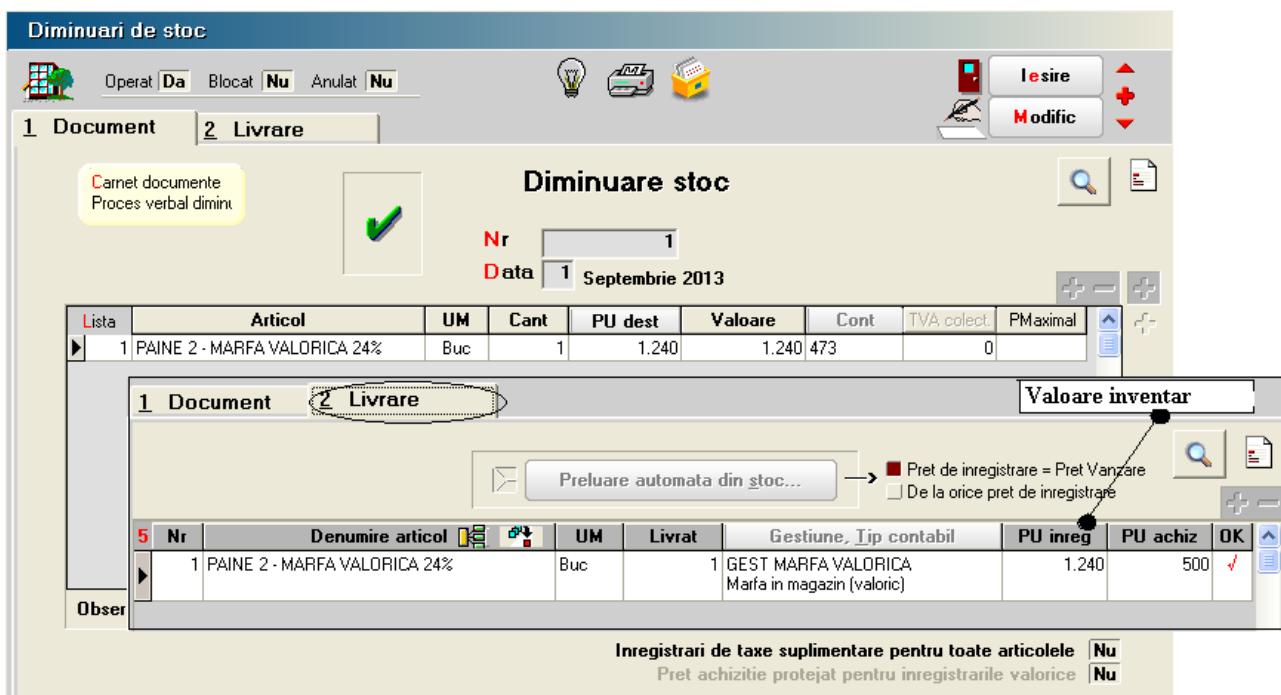 Diminuari de stoc
Operat Da Blocat Nu Anulat Nu
Iesire
Modific
1 Document 2 Livrare
Carnet documente
Proces verbal diminu
Diminuare stoc
Nr 1
Data 1 Septembrie 2013
Lista Articol UM Cant PU dest Valoare Cont TVA colect. PMaximal
1 PAINE 2 - MARFA VALORICA 24% Buc 1 1.240 1.240 473 0
1 Document 2 Livrare
Valoare inventar
Preluare automata din stoc...
Pret de inregistrare = Pret Vanzare
De la orice pret de inregistrare
5 Nr Denumire articol UM Livrat Gestiune, Tip contabil PU inreg PU achiz OK
1 PAINE 2 - MARFA VALORICA 24% Buc 1 GEST MARFA VALORICA 1.240 500
Marfa in magazin (valoric)
Obser
Inregistrari de taxe suplimentare pentru toate articolele Nu
Pret achizitie protejat pentru inregistrarile valorice Nu